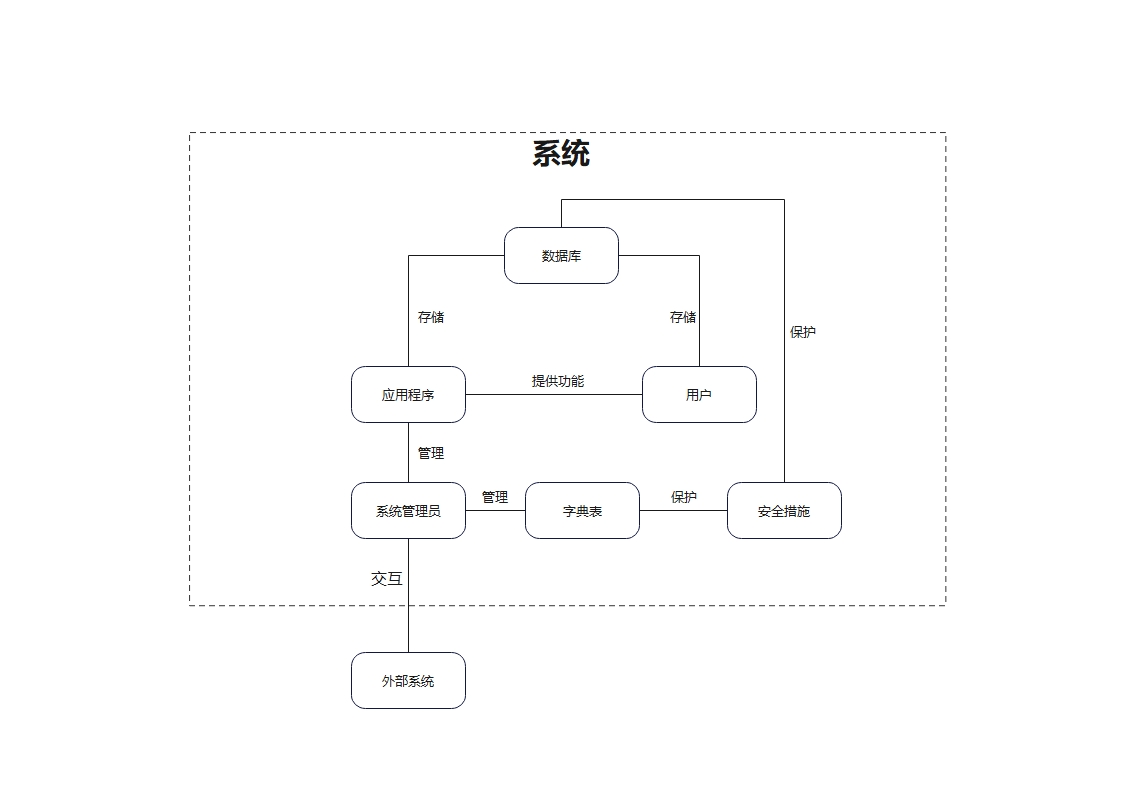 系统
数据库
存储
存储
保护
提供功能
应用程序
用户
管理
管理
保护
系统管理员
字典表
安全措施
交互
外部系统